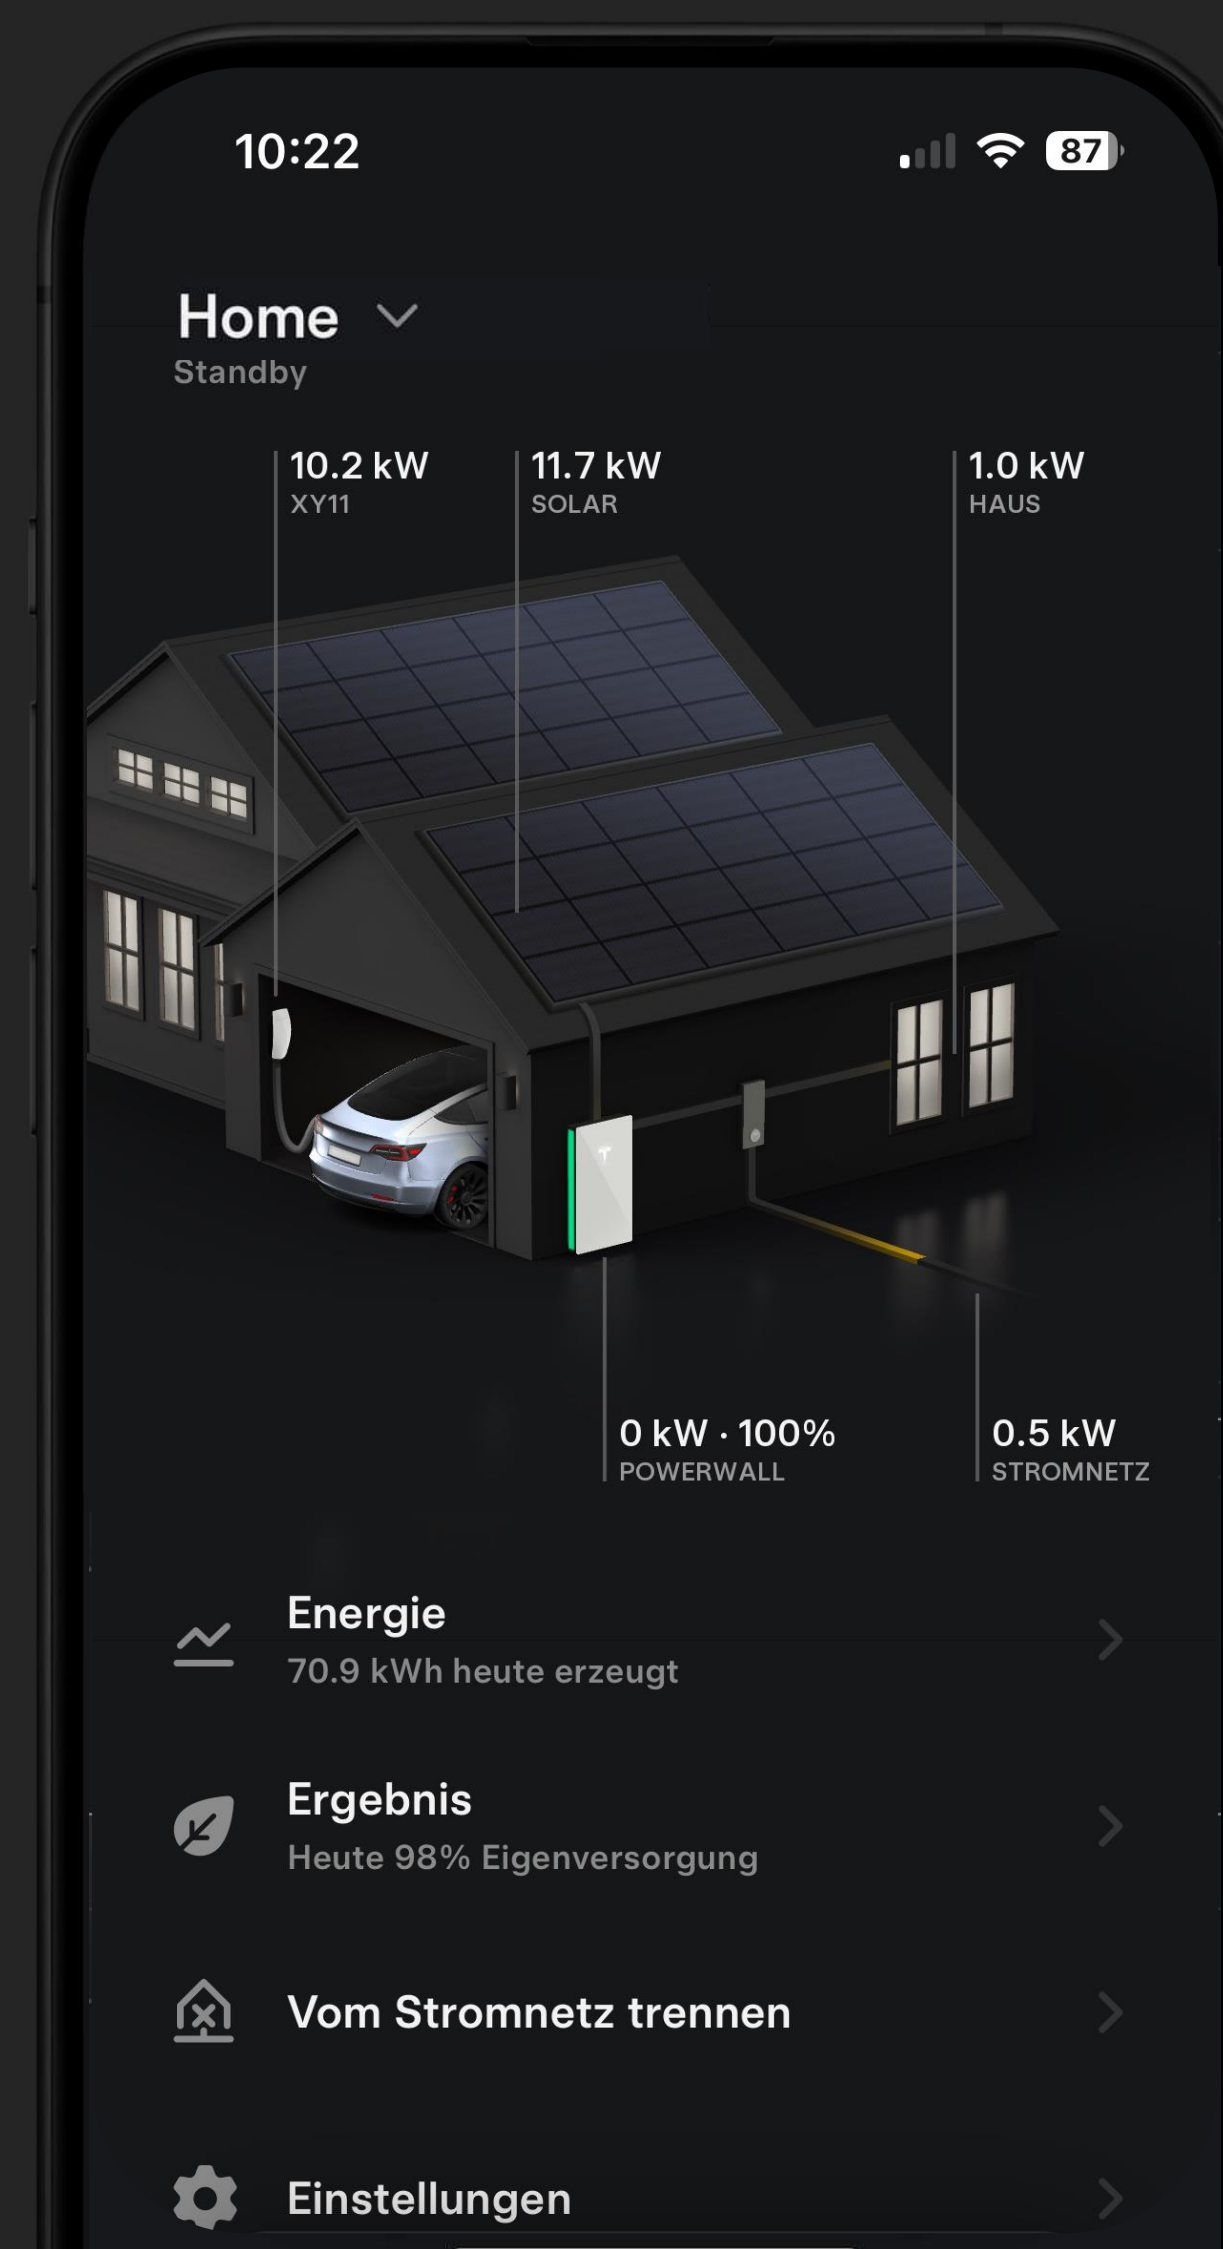 10:22
87
Home
Standby
10.2 kW
XY11
11.7 kW
SOLAR
1.0 kW
HAUS
0 kW · 100%
POWERWALL
0.5 kW
STROMNETZ
Energie
70.9 kWh heute erzeugt
Ergebnis
Heute 98% Eigenversorgung
Vom Stromnetz trennen
Einstellungen